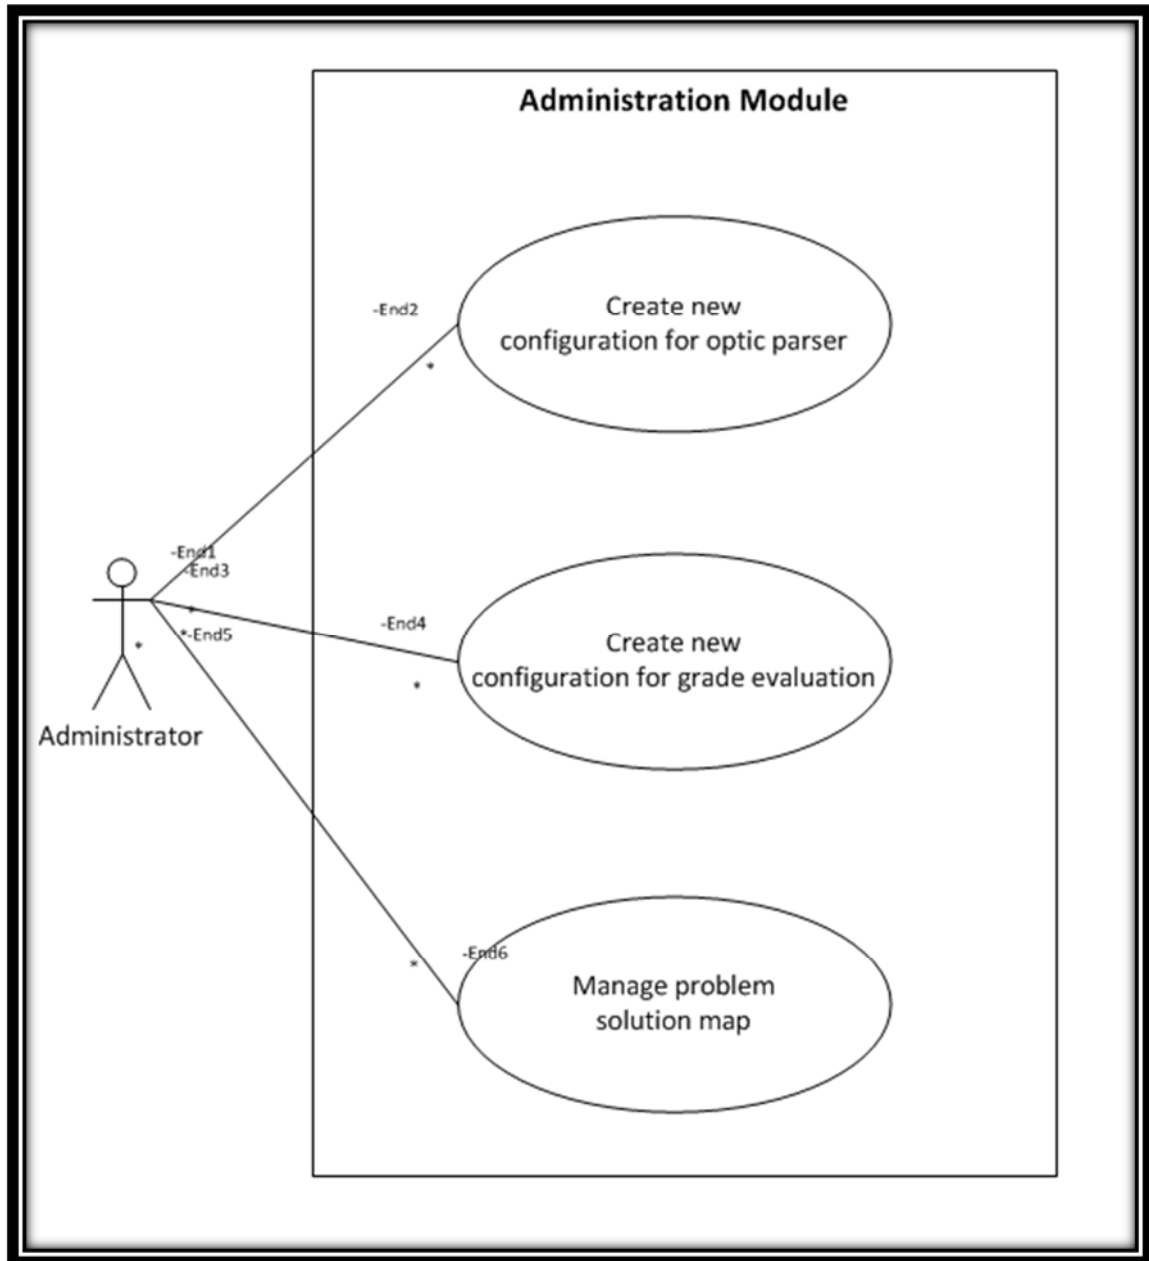 Administration Module
-End2
Create new
configuration for optic parser
*
-End1
-End3
*
*-End5
*
Administrator
-End4
*
Create new
configuration for grade evaluation
-End6
*
Manage problem
solution map